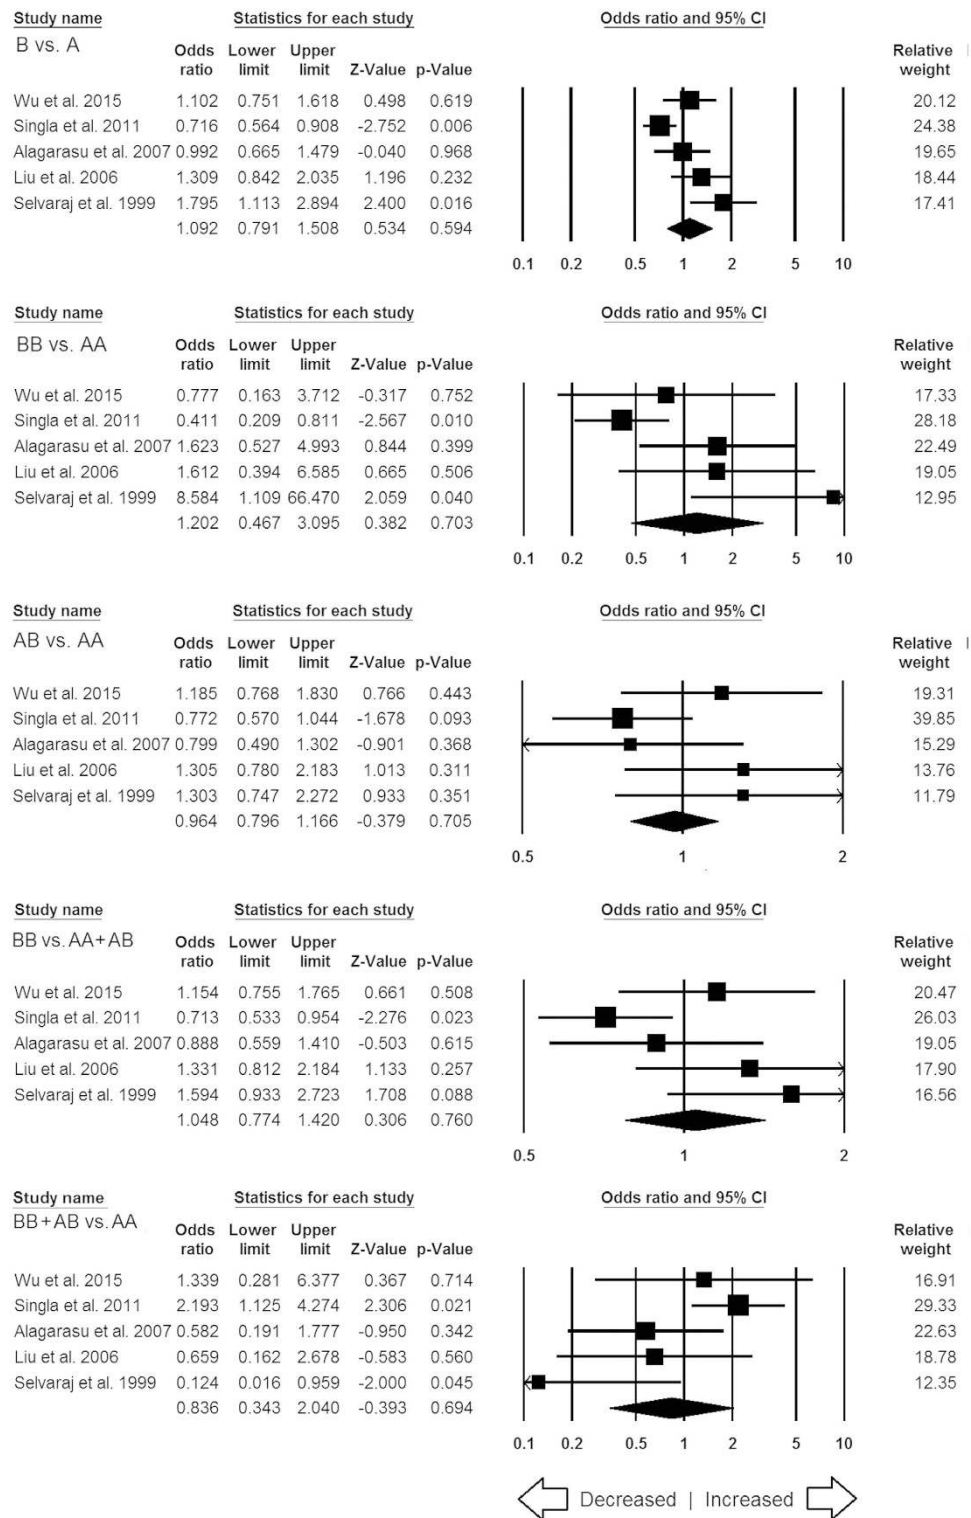 Study name Statistics for each study Odds ratio and 95% CI
B vs. A Odds Lower Upper Relative
ratio limit limit Z-Value p-Value weight
Wu et al. 2015 1.102 0.751 1.618 0.498 0.619 20.12
Singla et al. 2011 0.716 0.564 0.908 -2.752 0.006 24.38
Alagarasu et al. 2007 0.992 0.665 1.479 -0.040 0.968 19.65
Liu et al. 2006 1.309 0.842 2.035 1.196 0.232 18.44
Selvaraj et al. 1999 1.795 1.113 2.894 2.400 0.016 17.41
1.092 0.791 1.508 0.534 0.594
0.1 0.2 0.5 1 2 5 10
Study name Statistics for each study Odds ratio and 95% CI
BB vs. AA Odds Lower Upper Relative
ratio limit limit Z-Value p-Value weight
Wu et al. 2015 0.777 0.163 3.712 -0.317 0.752 17.33
Singla et al. 2011 0.411 0.209 0.811 -2.567 0.010 28.18
Alagarasu et al. 2007 1.623 0.527 4.993 0.844 0.399 22.49
Liu et al. 2006 1.612 0.394 6.585 0.665 0.506 19.05
Selvaraj et al. 1999 8.584 1.109 66.470 2.059 0.040 12.95
1.202 0.467 3.095 0.382 0.703
0.1 0.2 0.5 1 2 5 10
Study name Statistics for each study Odds ratio and 95% CI
AB vs. AA Odds Lower Upper Relative
ratio limit limit Z-Value p-Value weight
Wu et al. 2015 1.185 0.768 1.830 0.766 0.443 19.31
Singla et al. 2011 0.772 0.570 1.044 -1.678 0.093 39.85
Alagarasu et al. 2007 0.799 0.490 1.302 -0.901 0.368 15.29
Liu et al. 2006 1.305 0.780 2.183 1.013 0.311 13.76
Selvaraj et al. 1999 1.303 0.747 2.272 0.933 0.351 11.79
0.964 0.796 1.166 -0.379 0.705
0.5 1 2
Study name Statistics for each study Odds ratio and 95% CI
BB vs. AA+AB Odds Lower Upper Relative
ratio limit limit Z-Value p-Value weight
Wu et al. 2015 1.154 0.755 1.765 0.661 0.508 20.47
Singla et al. 2011 0.713 0.533 0.954 -2.276 0.023 26.03
Alagarasu et al. 2007 0.888 0.559 1.410 -0.503 0.615 19.05
Liu et al. 2006 1.331 0.812 2.184 1.133 0.257 17.90
Selvaraj et al. 1999 1.594 0.933 2.723 1.708 0.088 16.56
1.048 0.774 1.420 0.306 0.760
0.5 1 2
Study name Statistics for each study Odds ratio and 95% CI
BB+AB vs. AA Odds Lower Upper Relative
ratio limit limit Z-Value p-Value weight
Wu et al. 2015 1.339 0.281 6.377 0.367 0.714 16.91
Singla et al. 2011 2.193 1.125 4.274 2.306 0.021 29.33
Alagarasu et al. 2007 0.582 0.191 1.777 -0.950 0.342 22.63
Liu et al. 2006 0.659 0.162 2.678 -0.583 0.560 18.78
Selvaraj et al. 1999 0.124 0.016 0.959 -2.000 0.045 12.35
0.836 0.343 2.040 -0.393 0.694
0.1 0.2 0.5 1 2 5 10
Decreased | Increased